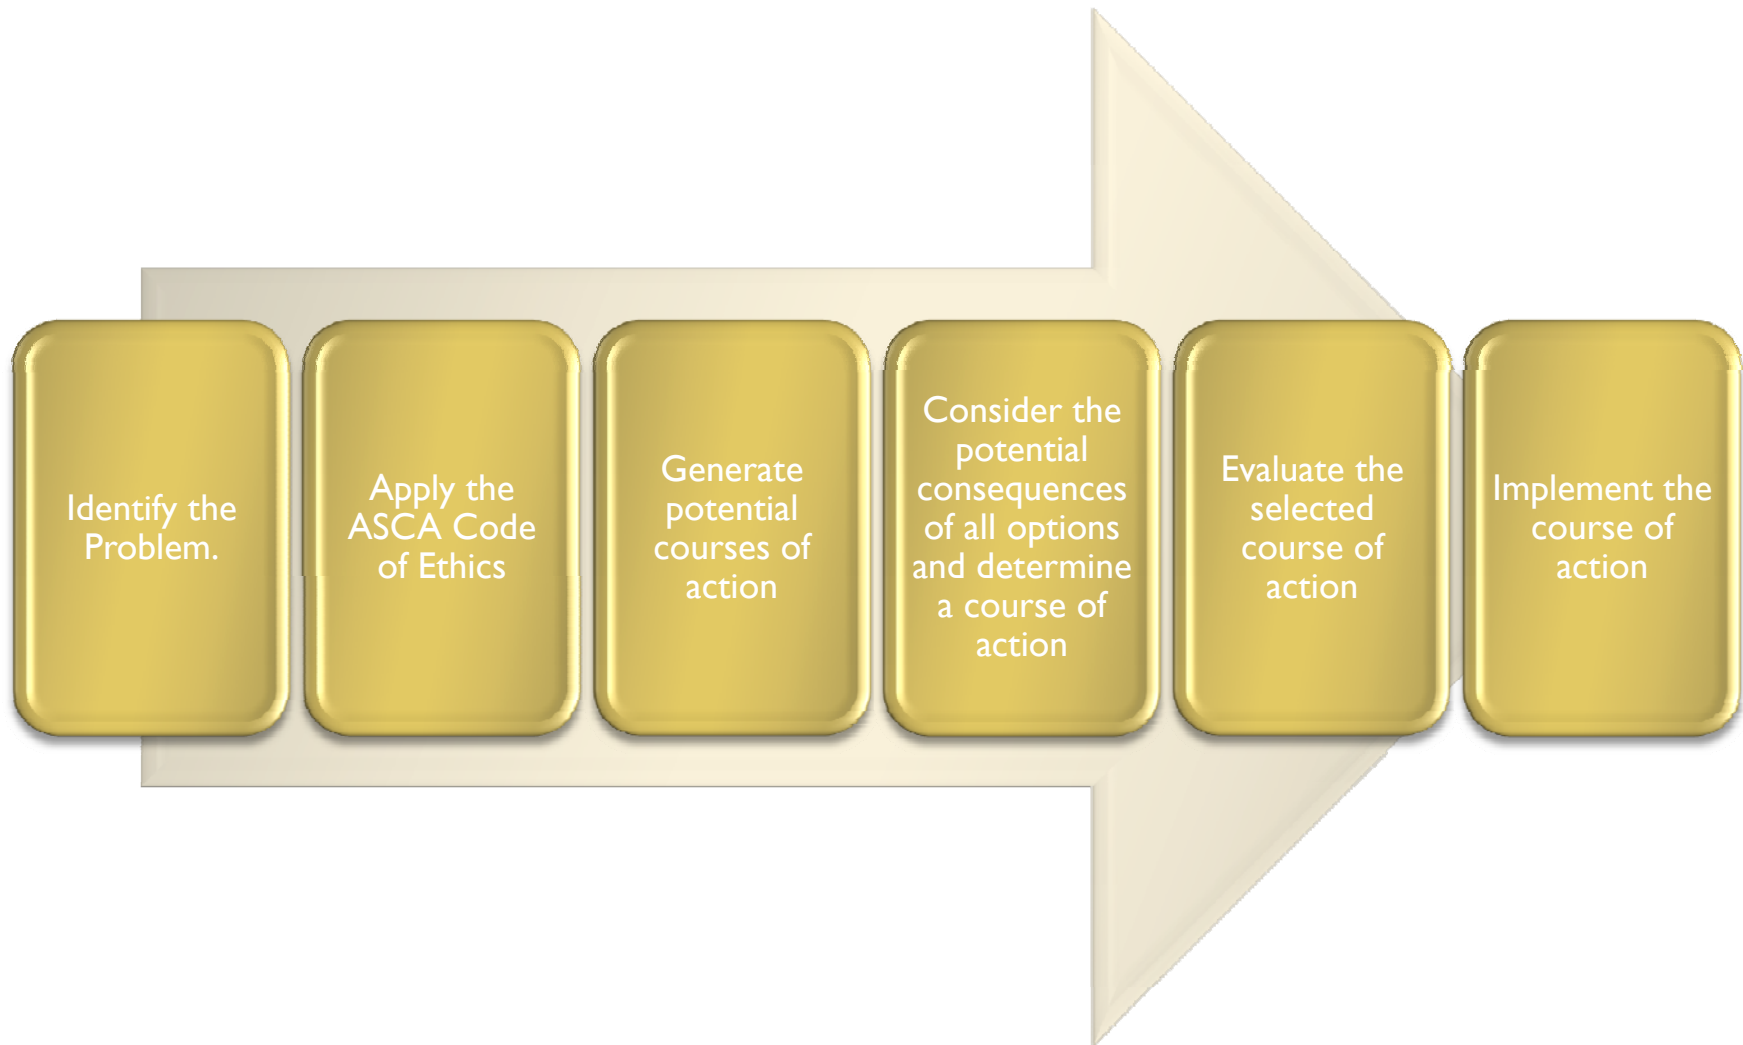 Identify the
Problem.
Apply the
ASCA Code
of Ethics
Generate
potential
courses of
action
Consider the
potential
consequences
of all options
and determine
a course of
action
Evaluate the
selected
course of
action
Implement the
course of
action